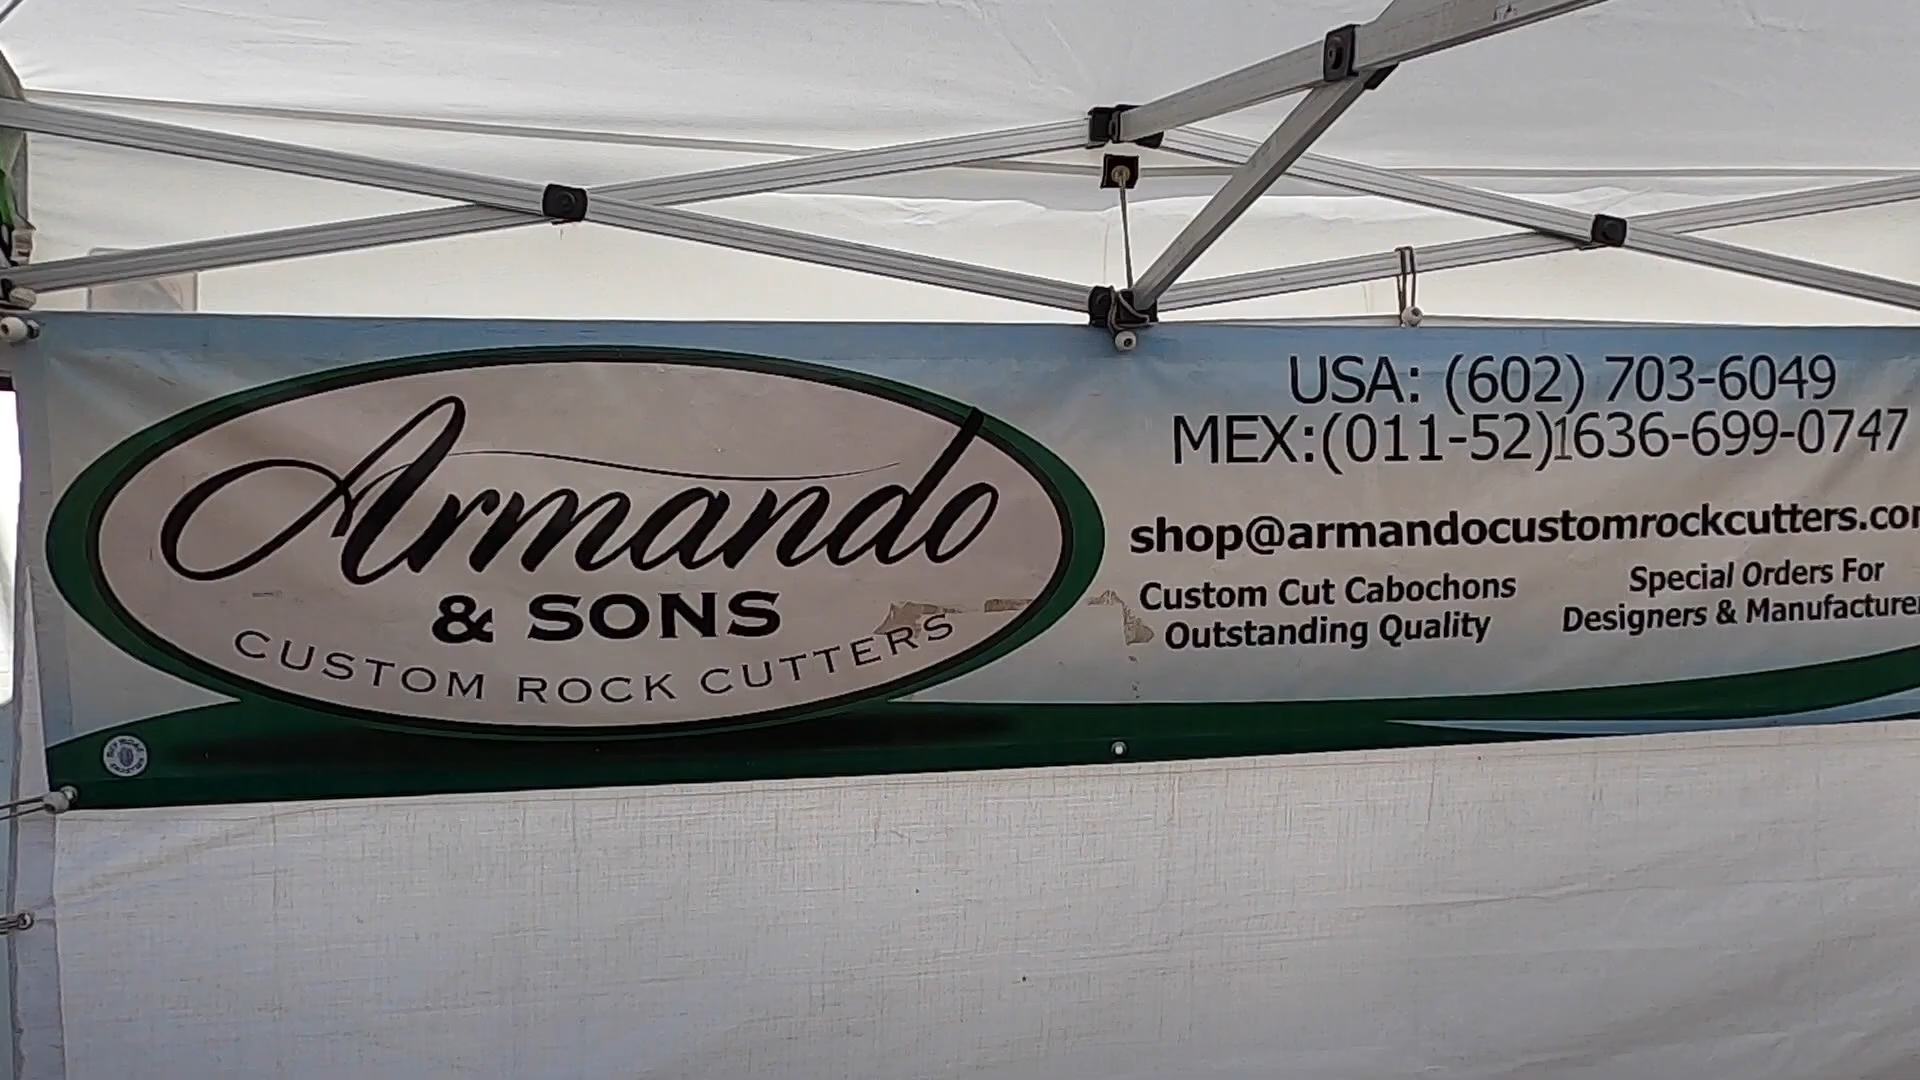 Armando
& SONS
CUSTOM ROCK CUTTERS
USA: (602) 703-6049
MEX:(011-52)1636-699-0747
shop@armandocustomrockcutters.com
Custom Cut Cabochons
Outstanding Quality
Special Orders For
Designers & Manufacturer